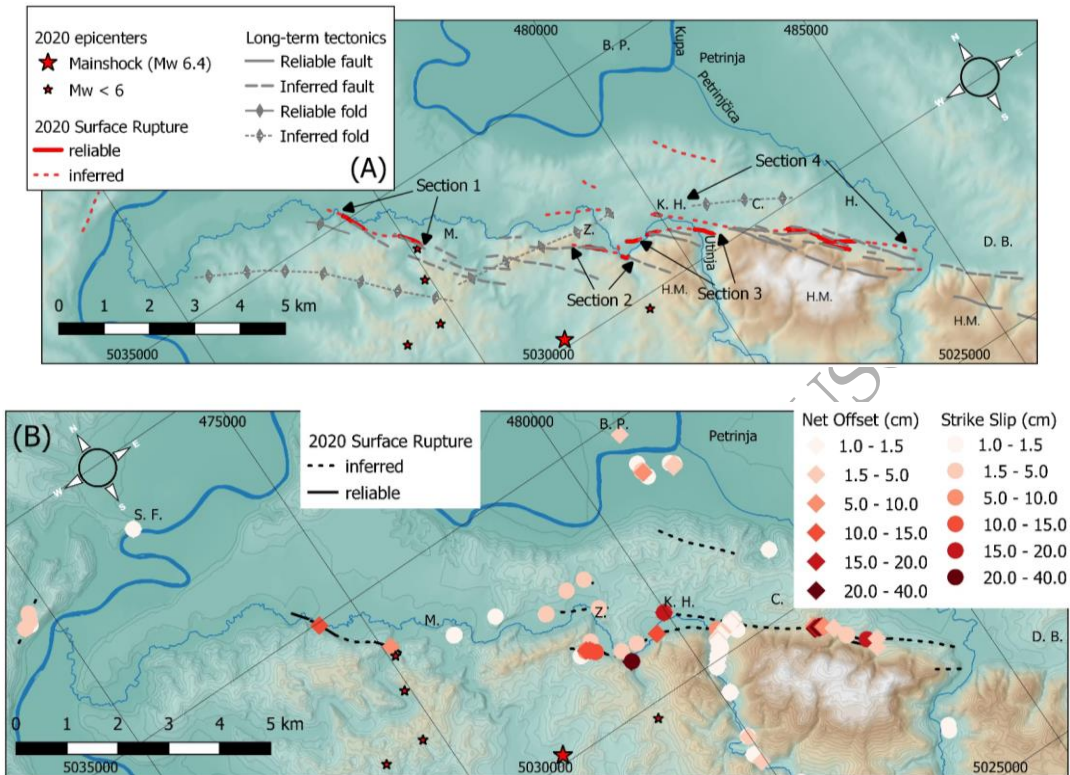 2020 epicenters
Mainshock (Mw 6.4)
Mw < 6
2020 Surface Rupture
reliable
inferred
Long-term tectonics
Reliable fault
Inferred fault
Reliable fold
Inferred fold
(A)
480000
485000
B. P.
Kupa
Petrinja
Petrinjčica
N
E
W
S
Section 1
Section 4
M.
Z.
K. H.
C.
H.
D. B.
Utinja
Section 2
Section 3
H.M.
H.M.
H.M.
0 1 2 3 4 5 km
5035000
5030000
5025000
(B)
475000
480000
B. P.
Petrinja
N
E
W
S
2020 Surface Rupture
inferred
reliable
Net Offset (cm)
1.0 - 1.5
1.5 - 5.0
5.0 - 10.0
10.0 - 15.0
15.0 - 20.0
20.0 - 40.0
Strike Slip (cm)
1.0 - 1.5
1.5 - 5.0
5.0 - 10.0
10.0 - 15.0
15.0 - 20.0
20.0 - 40.0
S. F.
M.
Z.
K. H.
C.
D. B.
0 1 2 3 4 5 km
5035000
5030000
5025000